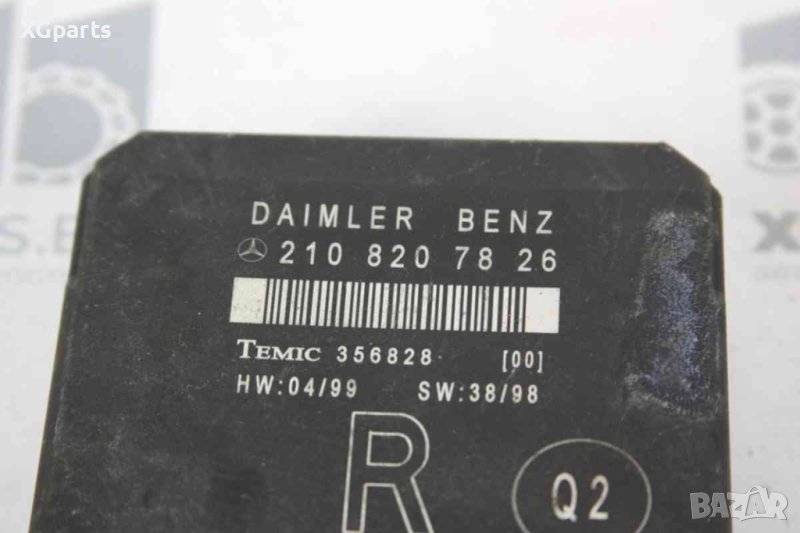 XGparts
DAIMLER BENZ
210 820 78 26
TEMIC 356828 [00]
HW:04/99 SW:38/98
R
Q2
BAZAR